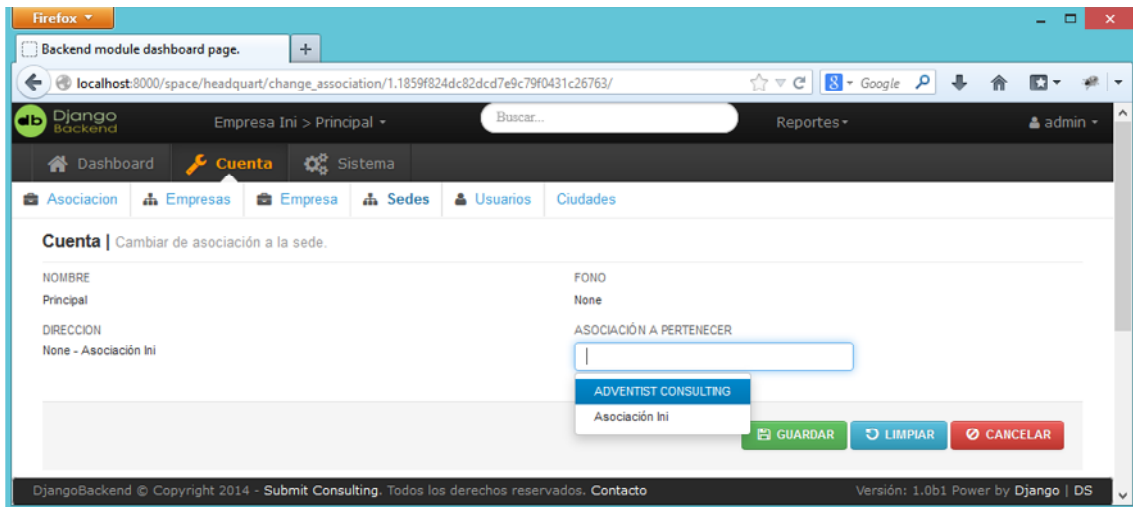 Firefox
Backend module dashboard page.
localhost:8000/space/headquart/change_association/1.1859f824dc82dcd7e9c79f0431c26763/
Google
Django Backend
Empresa Ini > Principal
Buscar...
Reportes
admin
Dashboard
Cuenta
Sistema
Asociacion
Empresas
Empresa
Sedes
Usuarios
Ciudades
Cuenta | Cambiar de asociación a la sede.
NOMBRE
Principal
FONO
None
DIRECCION
None - Asociación Ini
ASOCIACIÓN A PERTENECER
ADVENTIST CONSULTING
Asociación Ini
GUARDAR
LIMPIAR
CANCELAR
DjangoBackend © Copyright 2014 - Submit Consulting. Todos los derechos reservados. Contacto
Versión: 1.0b1 Power by Django | DS